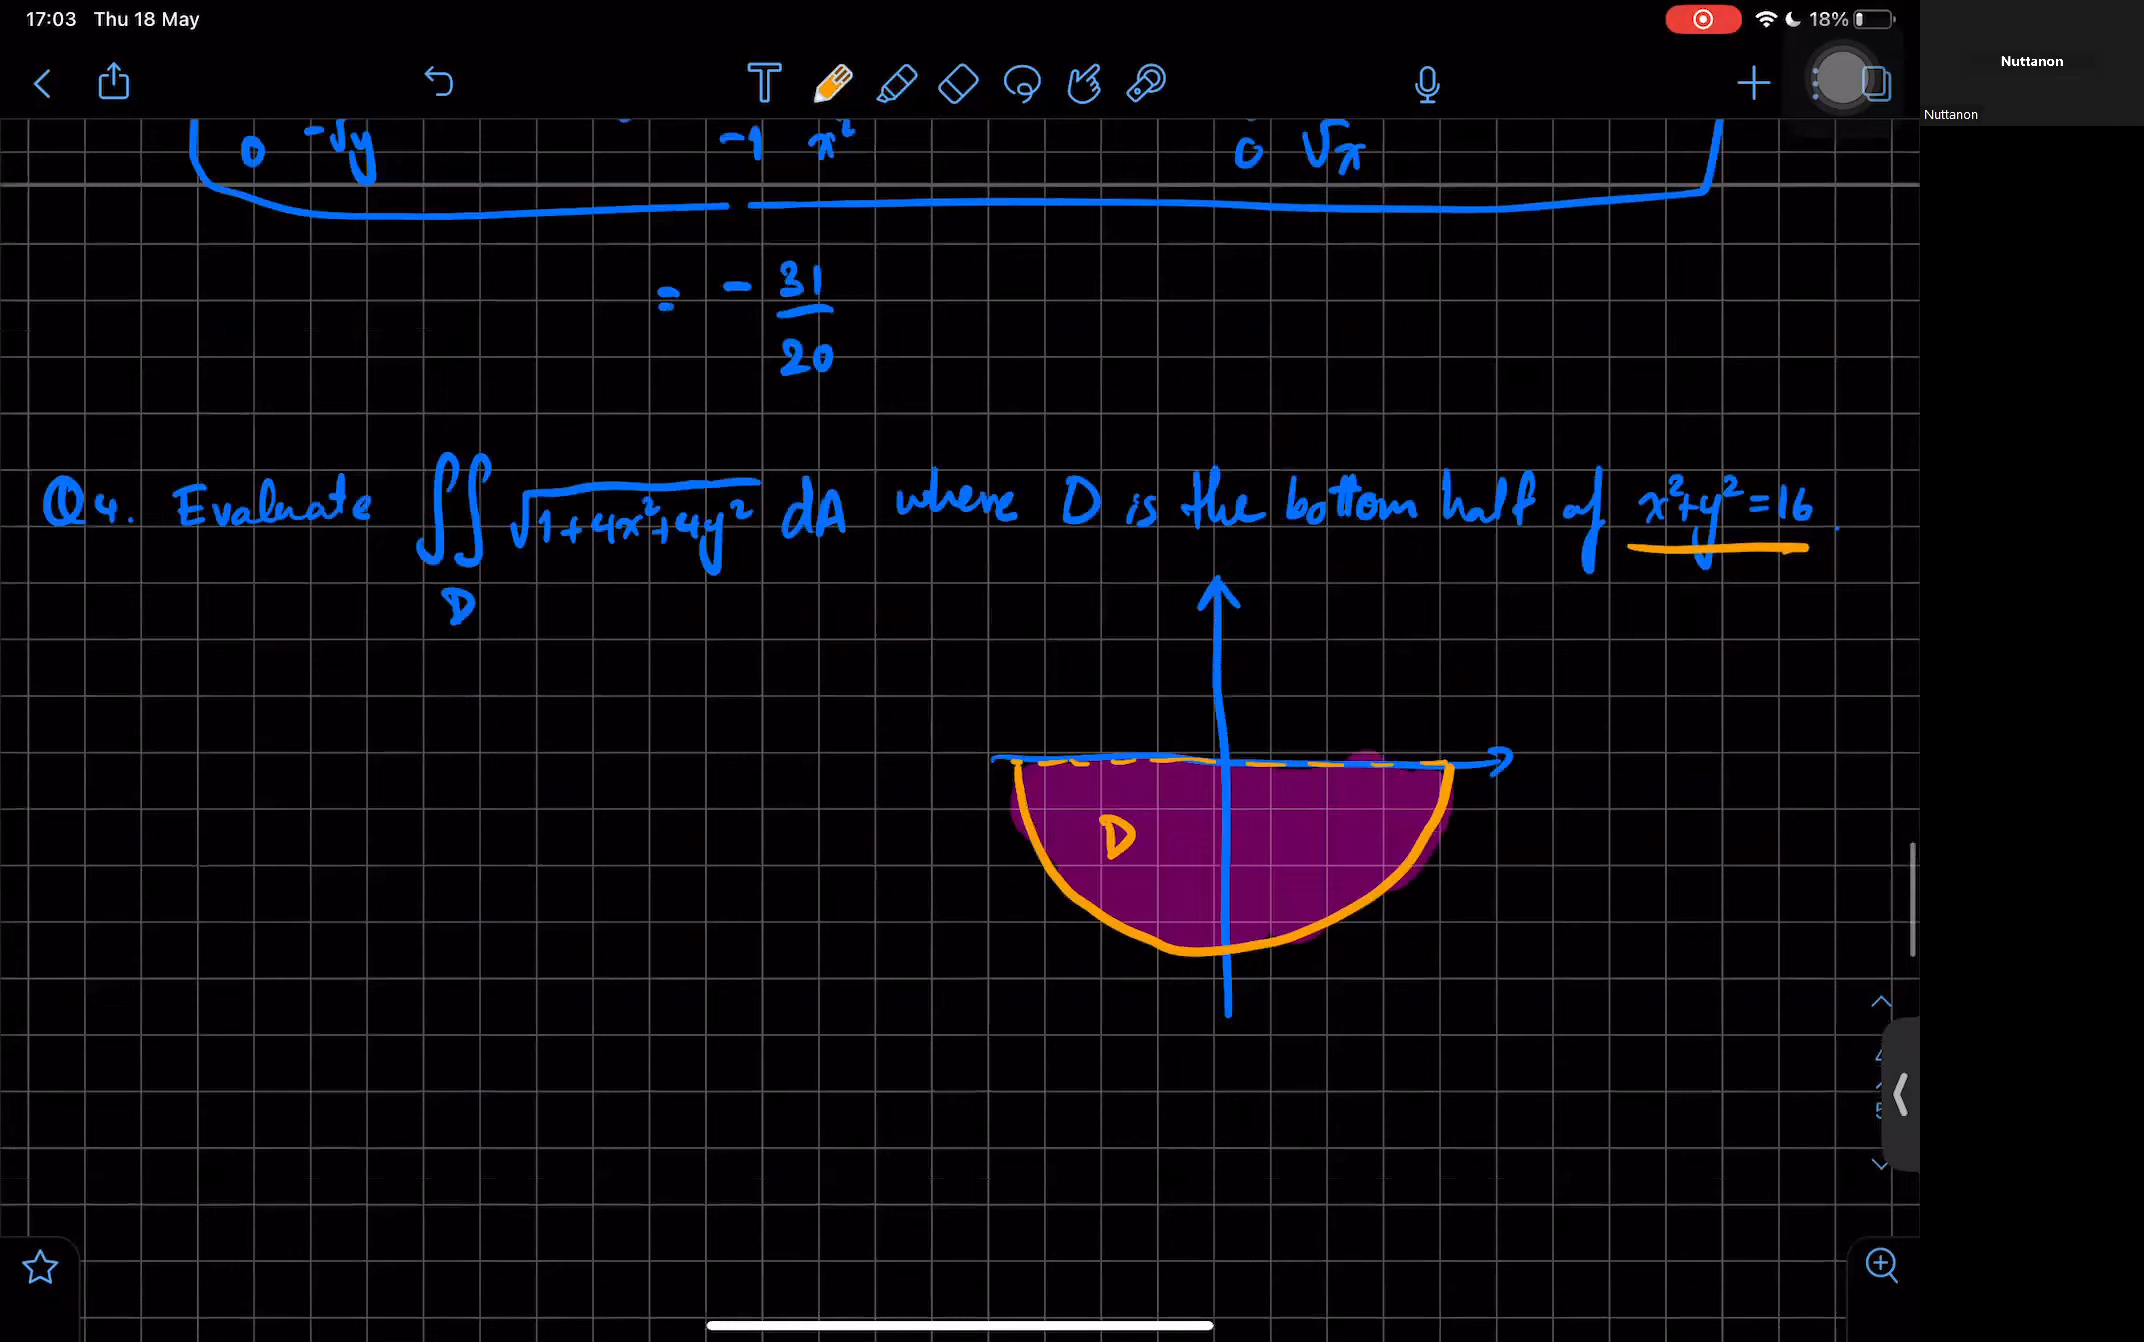 17:03 Thu 18 May
18%
Nuttanon
Nuttanon
T
0 -√y -1 x² 0 √x
= - 31/20
Q4. Evaluate ∬_D √(1+4x²+4y²) dA where D is the bottom half of x²+y²=16.
D